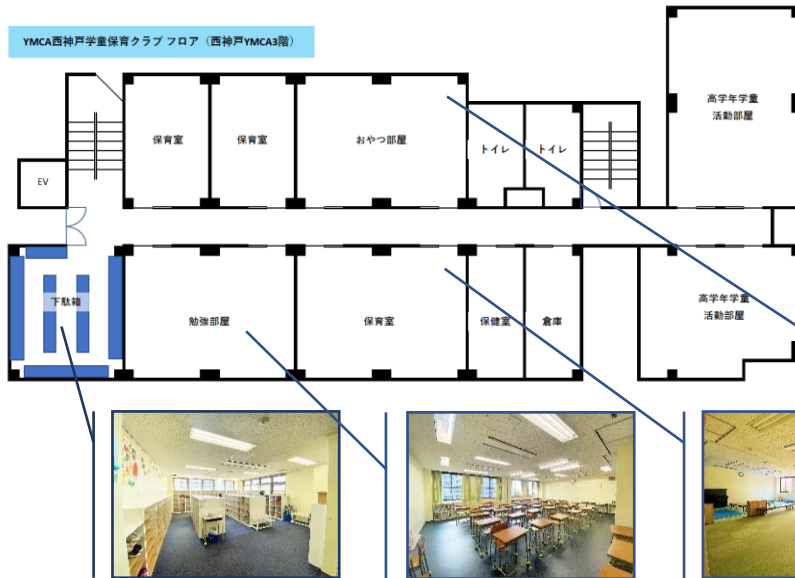 YMCA西神戸学童保育クラブ フロア（西神戸YMCA3階）
高学年学童
活動部屋
保育室
保育室
おやつ部屋
トイレ
トイレ
EV
下駄箱
勉強部屋
保育室
保健室
倉庫
高学年学童
活動部屋